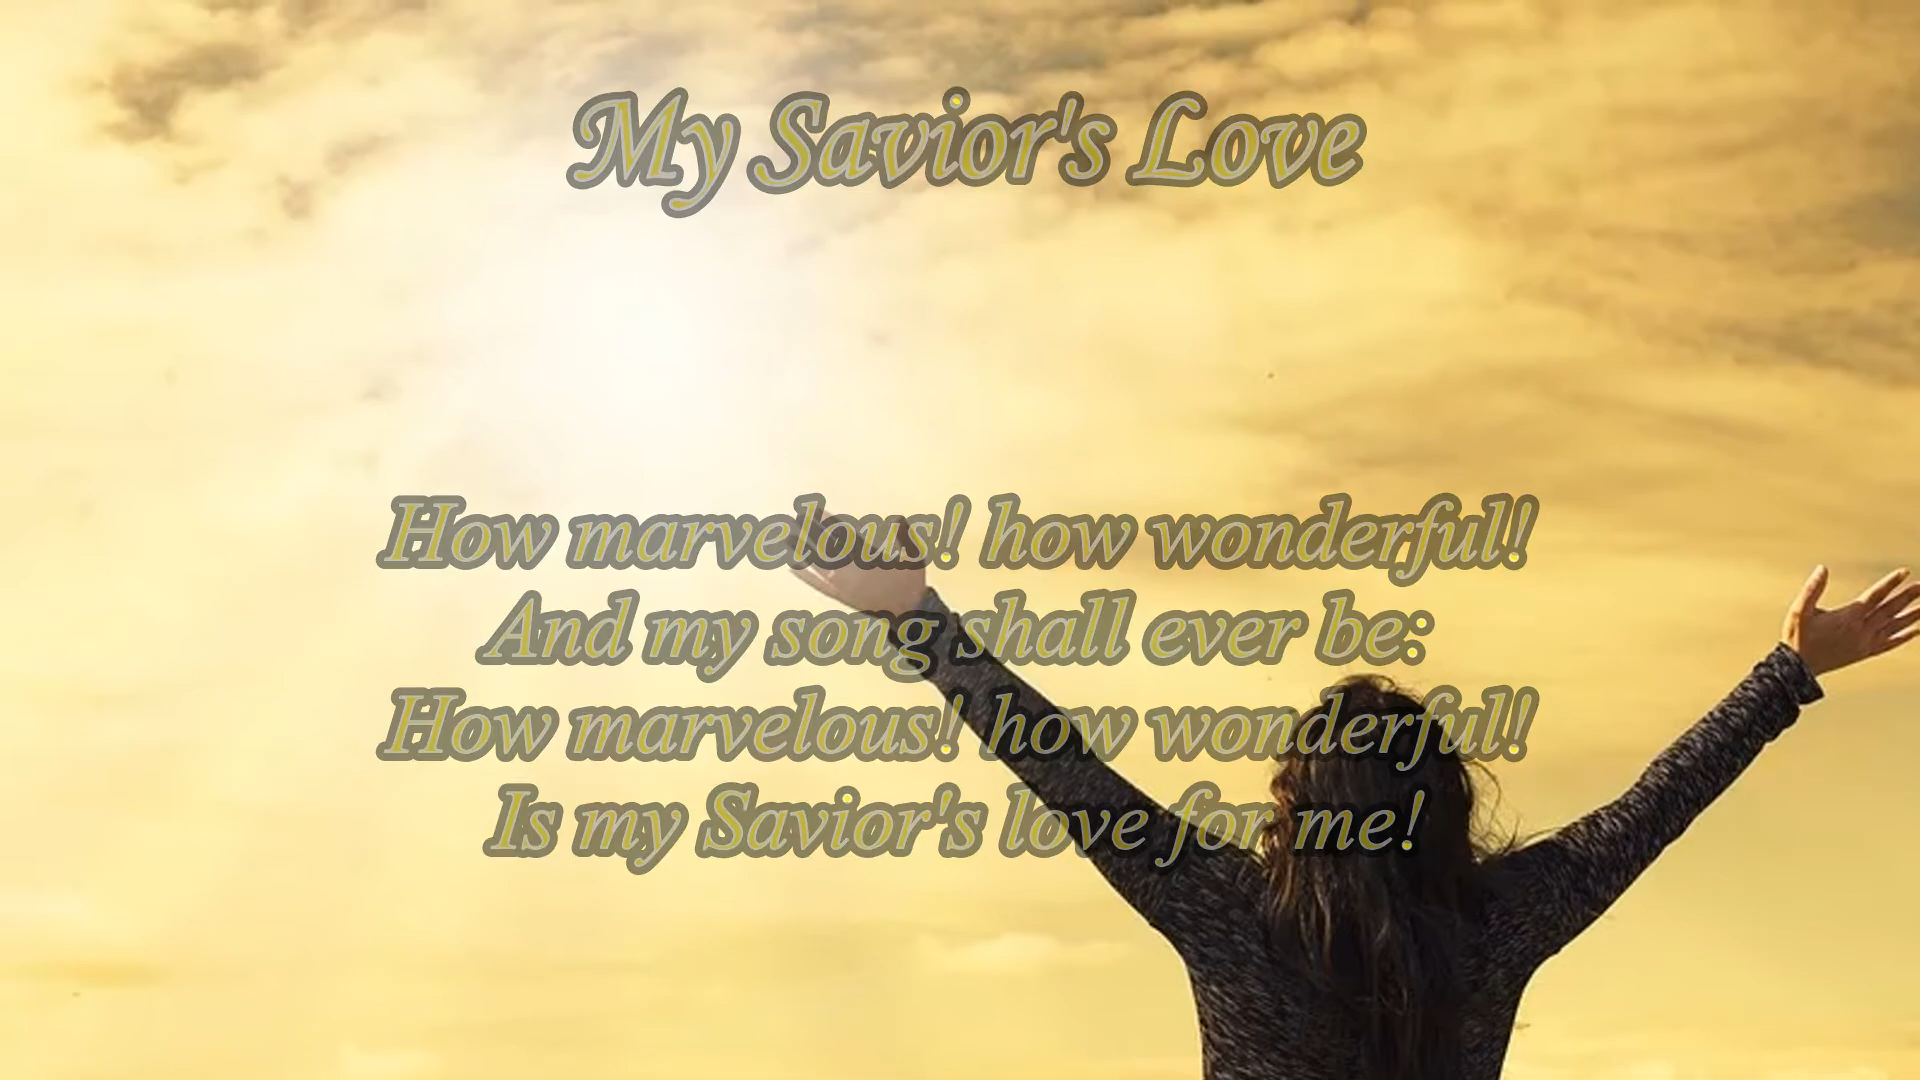 My Savior's Love
How marvelous! how wonderful!
And my song shall ever be:
How marvelous! how wonderful!
Is my Savior's love for me!